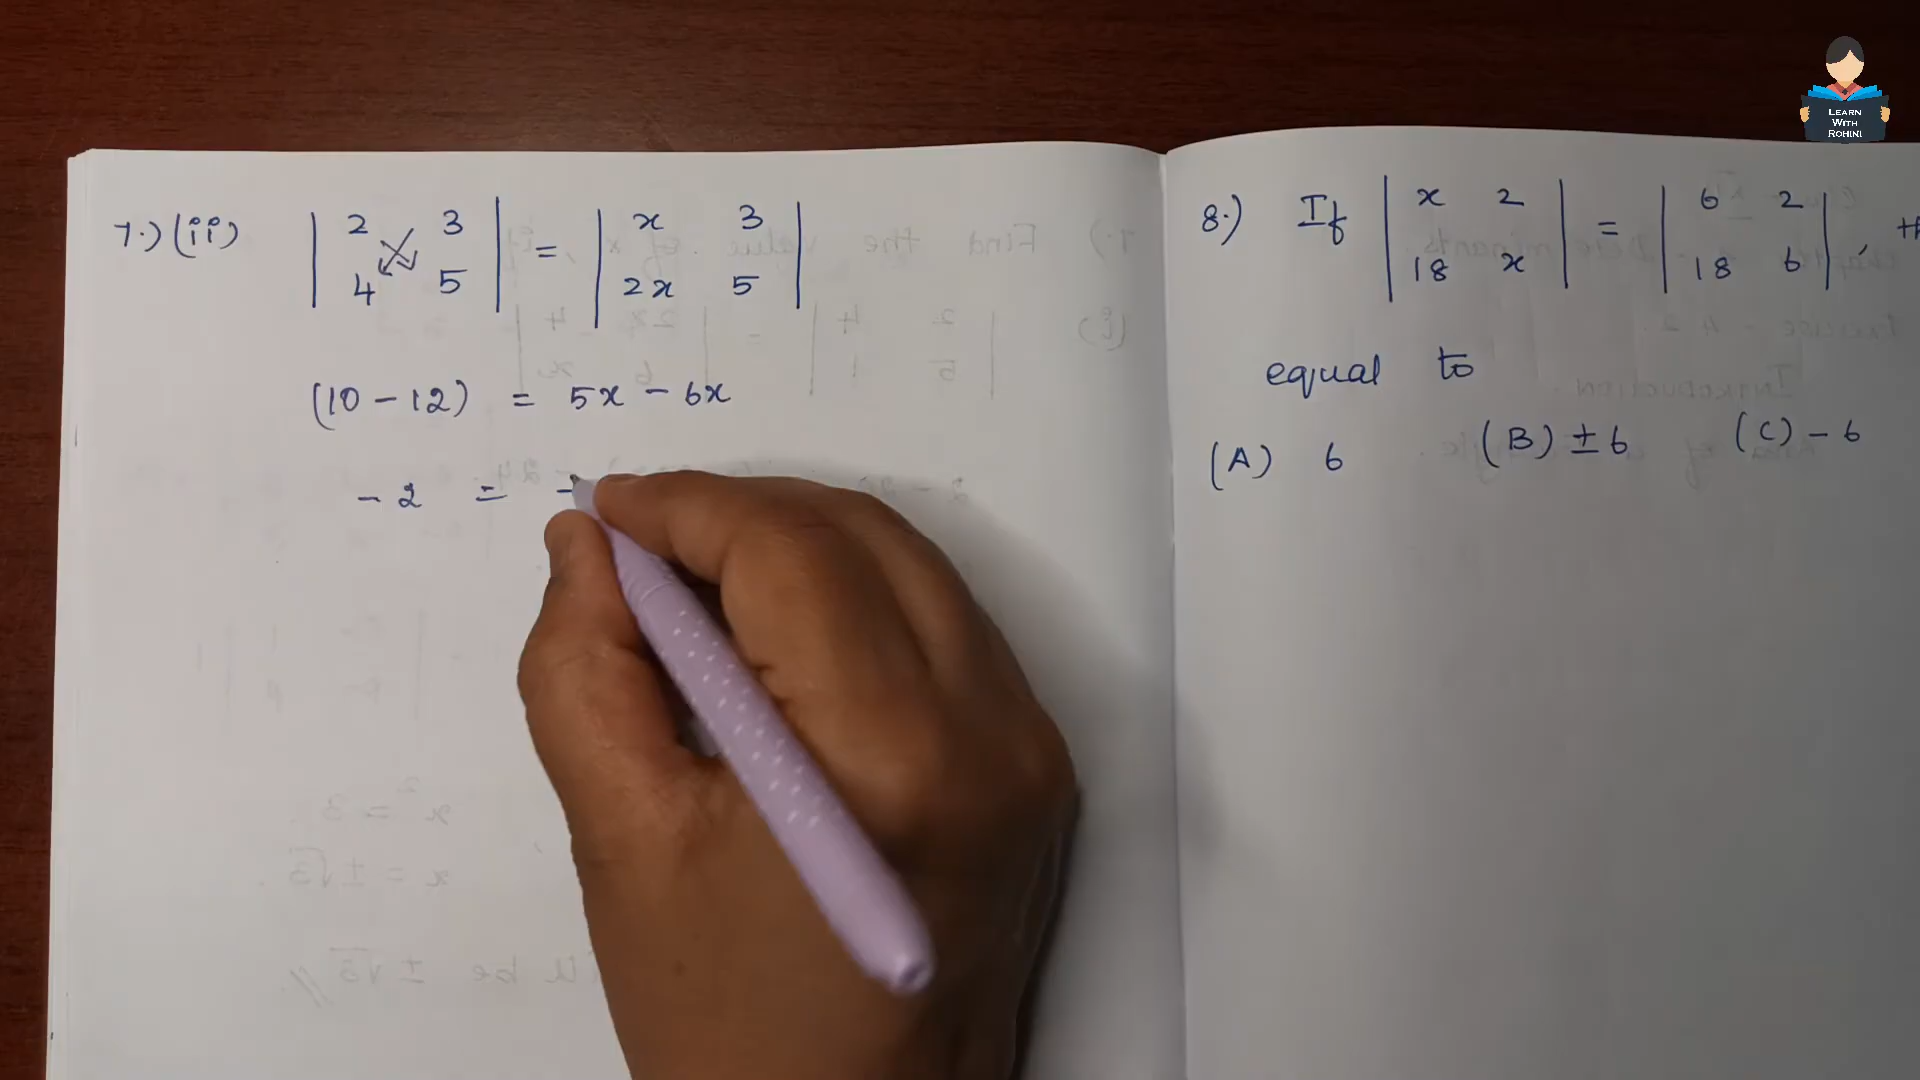 7.) (ii) | 2 3 | = | x 3 |
| 4 5 | | 2x 5 |
(10 - 12) = 5x - 6x
- 2 = -
8.) If | x 2 | = | 6 2 | ,
| 18 x | | 18 6 |
equal to
(A) 6 (B) ± 6 (C) - 6
LEARN
WITH
ROHINI